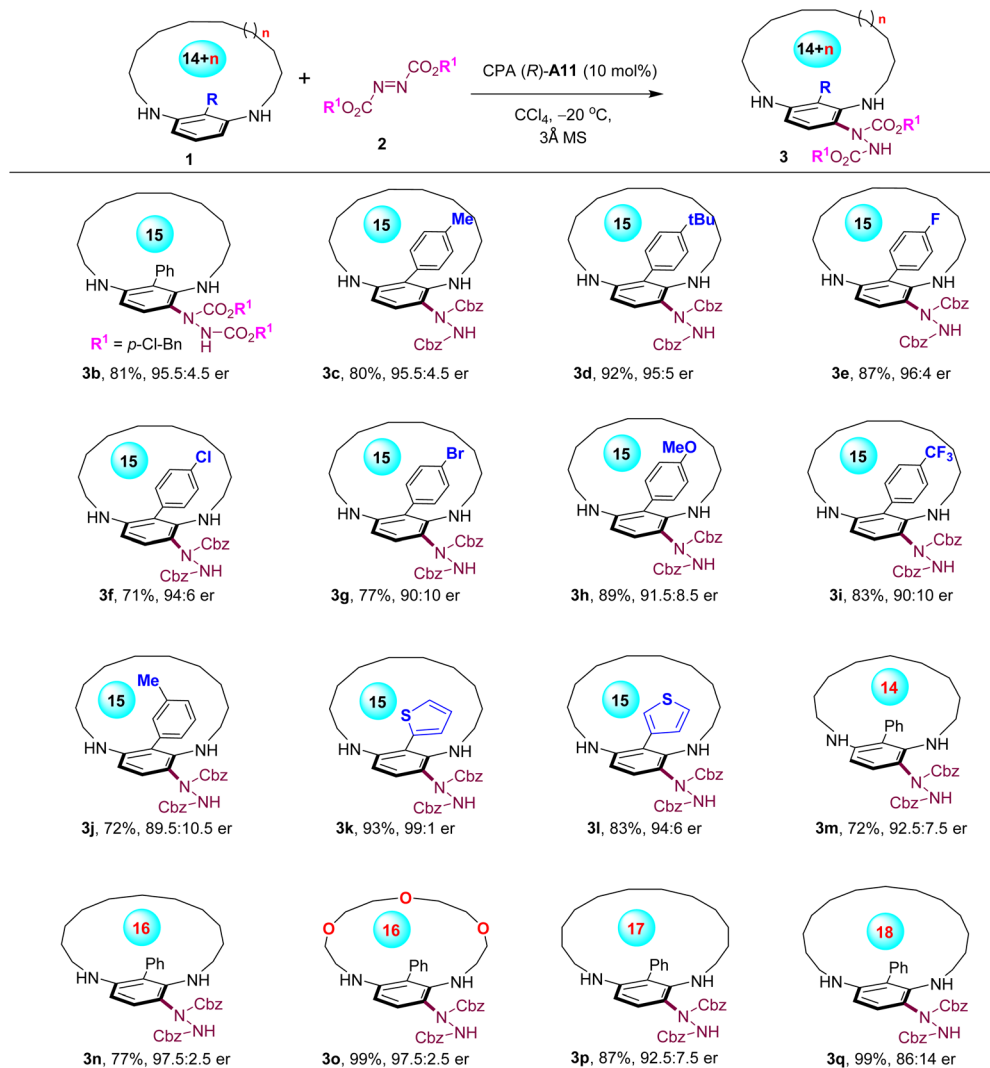 n
14+n
R
HN
NH
1
+
CO2R1
N=N
R1O2C
2
CPA (R)-A11 (10 mol%)
CCl4, −20 oC,
3Å MS
n
14+n
R
HN
NH
N
CO2R1
R1O2C
NH
3
15
Ph
HN
NH
N
CO2R1
N
CO2R1
H
R1 = p-Cl-Bn
3b, 81%, 95.5:4.5 er
15
Me
HN
NH
Cbz
N
Cbz
NH
3c, 80%, 95.5:4.5 er
15
tBu
HN
NH
Cbz
N
Cbz
NH
3d, 92%, 95:5 er
15
F
HN
NH
Cbz
N
Cbz
NH
3e, 87%, 96:4 er
15
Cl
HN
NH
Cbz
N
Cbz
NH
3f, 71%, 94:6 er
15
Br
HN
NH
Cbz
N
Cbz
NH
3g, 77%, 90:10 er
15
MeO
HN
NH
Cbz
N
Cbz
NH
3h, 89%, 91.5:8.5 er
15
CF3
HN
NH
Cbz
N
Cbz
NH
3i, 83%, 90:10 er
15
Me
HN
NH
Cbz
N
Cbz
NH
3j, 72%, 89.5:10.5 er
15
S
HN
NH
Cbz
N
Cbz
NH
3k, 93%, 99:1 er
15
S
HN
NH
Cbz
N
Cbz
NH
3l, 83%, 94:6 er
14
Ph
HN
NH
Cbz
N
Cbz
NH
3m, 72%, 92.5:7.5 er
16
Ph
HN
NH
Cbz
N
Cbz
NH
3n, 77%, 97.5:2.5 er
O
O
16
O
Ph
HN
NH
Cbz
N
Cbz
NH
3o, 99%, 97.5:2.5 er
17
Ph
HN
NH
Cbz
N
Cbz
NH
3p, 87%, 92.5:7.5 er
18
Ph
HN
NH
Cbz
N
Cbz
NH
3q, 99%, 86:14 er